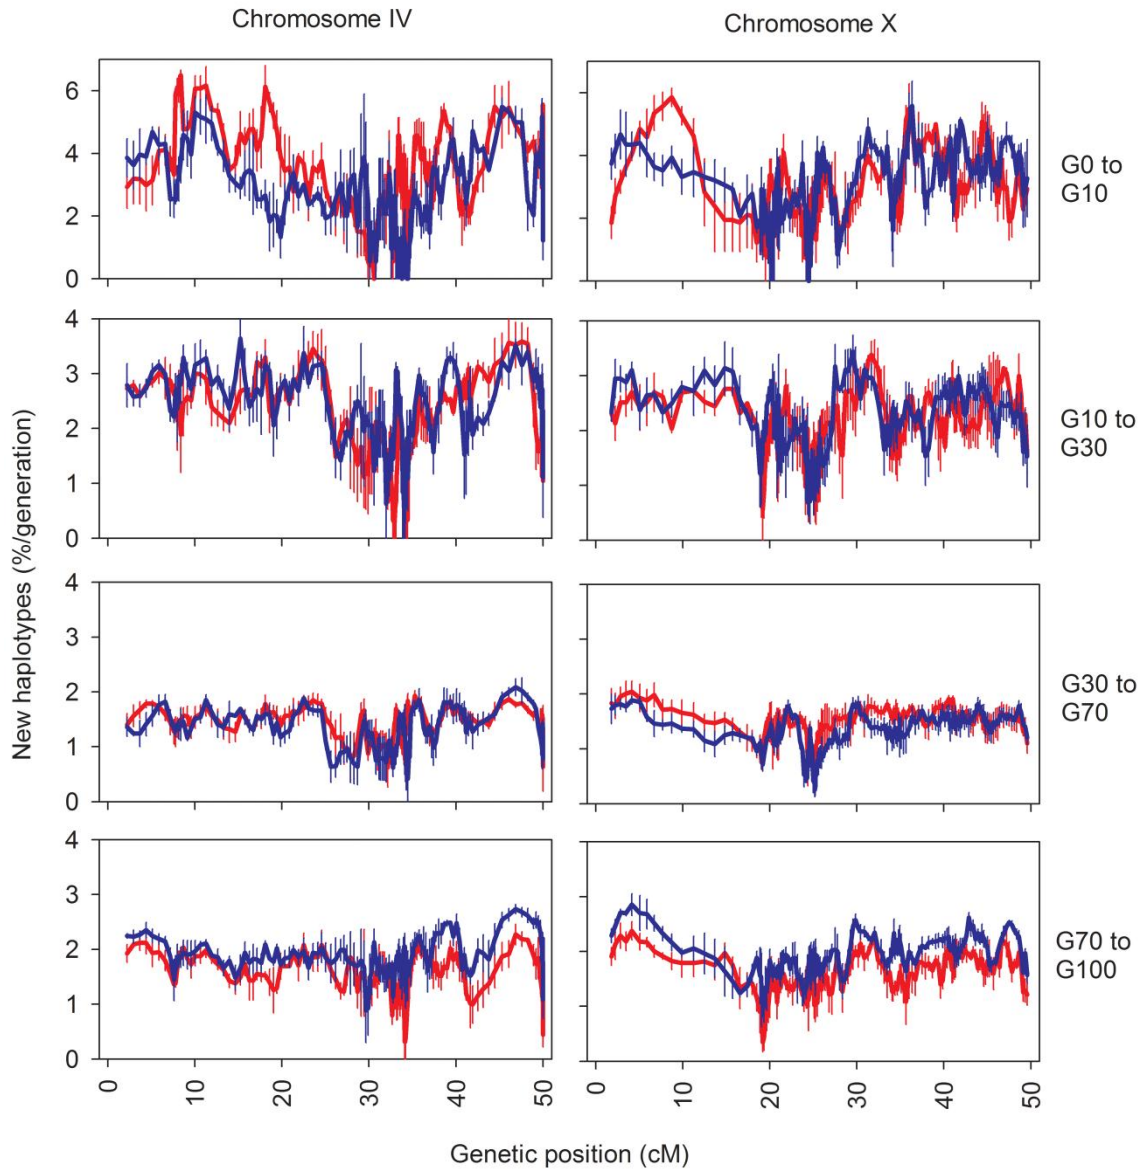 Chromosome IV
Chromosome X
New haplotypes (%/generation)
6
4
2
0
G0 to
G10
4
3
2
1
0
G10 to
G30
4
3
2
1
0
G30 to
G70
4
3
2
1
0
G70 to
G100
0 10 20 30 40 50
0 10 20 30 40 50
Genetic position (cM)